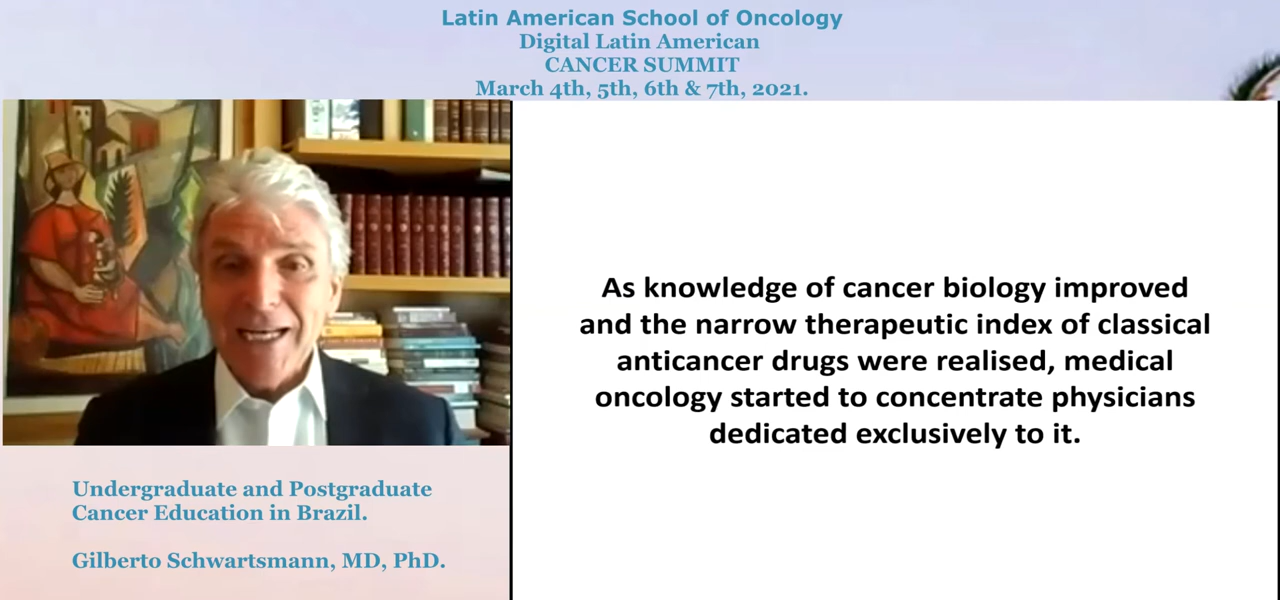 Latin American School of Oncology
Digital Latin American
CANCER SUMMIT
March 4th, 5th, 6th & 7th, 2021.
As knowledge of cancer biology improved
and the narrow therapeutic index of classical
anticancer drugs were realised, medical
oncology started to concentrate physicians
dedicated exclusively to it.
Undergraduate and Postgraduate
Cancer Education in Brazil.
Gilberto Schwartsmann, MD, PhD.